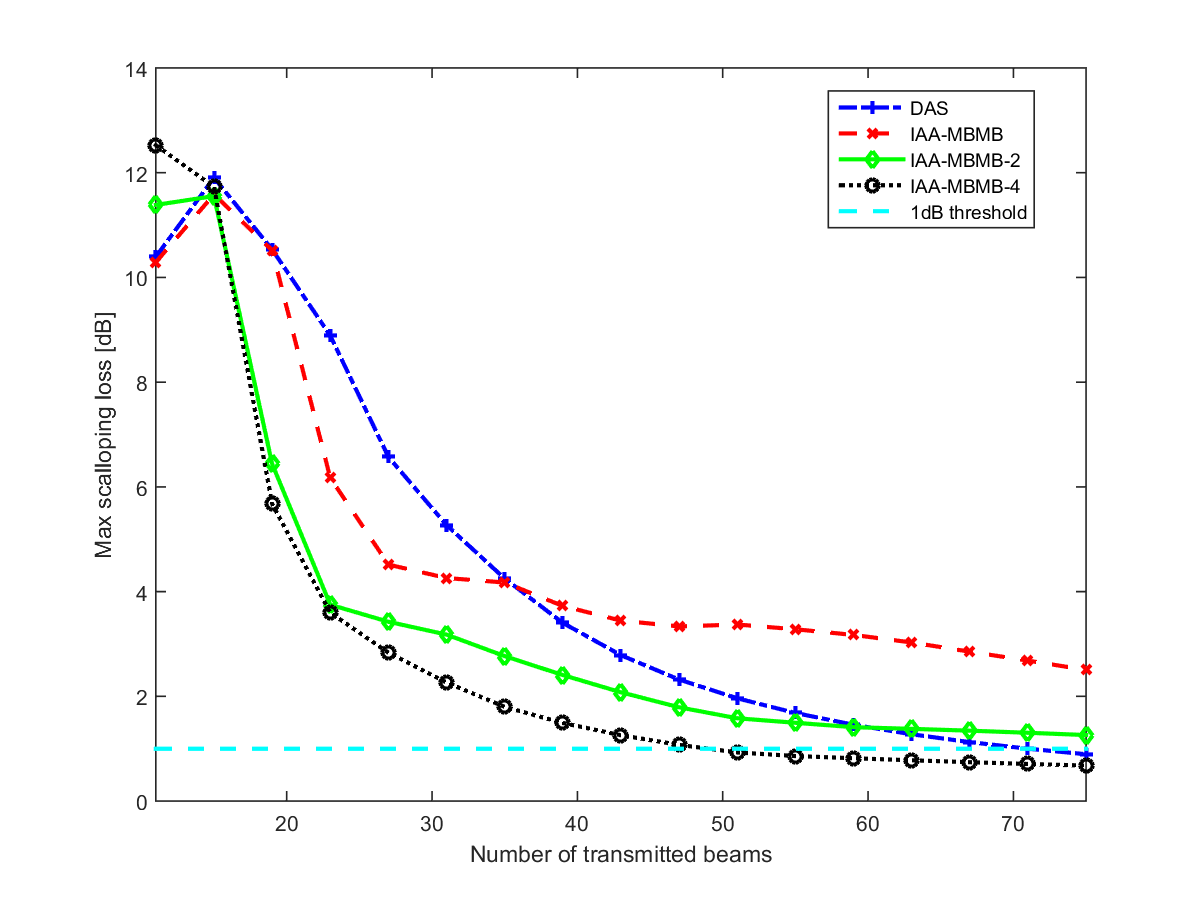 14
12
10
8
6
4
2
0
Max scalloping loss [dB]
DAS
IAA-MBMB
IAA-MBMB-2
IAA-MBMB-4
1dB threshold
20 30 40 50 60 70
Number of transmitted beams